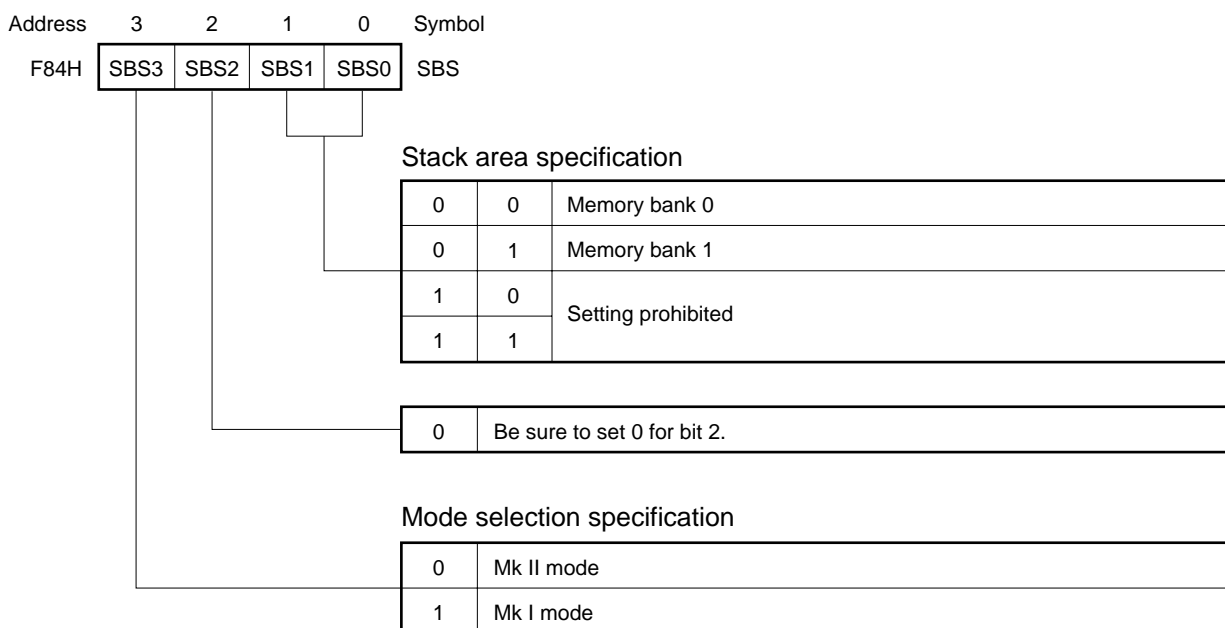 Address 3 2 1 0 Symbol
F84H SBS3 SBS2 SBS1 SBS0 SBS
Stack area specification
0 0 Memory bank 0
0 1 Memory bank 1
1 0 Setting prohibited
1 1
0 Be sure to set 0 for bit 2.
Mode selection specification
0 Mk II mode
1 Mk I mode